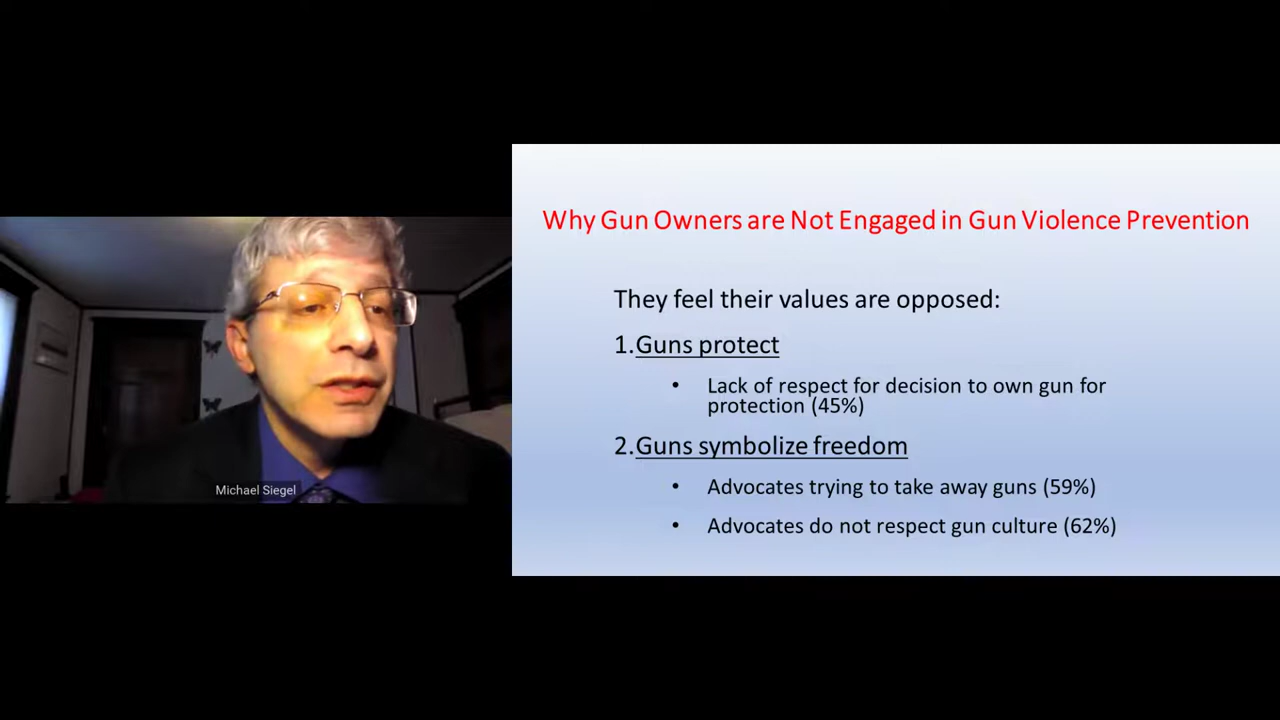 Michael Siegel
Why Gun Owners are Not Engaged in Gun Violence Prevention
They feel their values are opposed:
1.Guns protect
• Lack of respect for decision to own gun for
protection (45%)
2.Guns symbolize freedom
• Advocates trying to take away guns (59%)
• Advocates do not respect gun culture (62%)